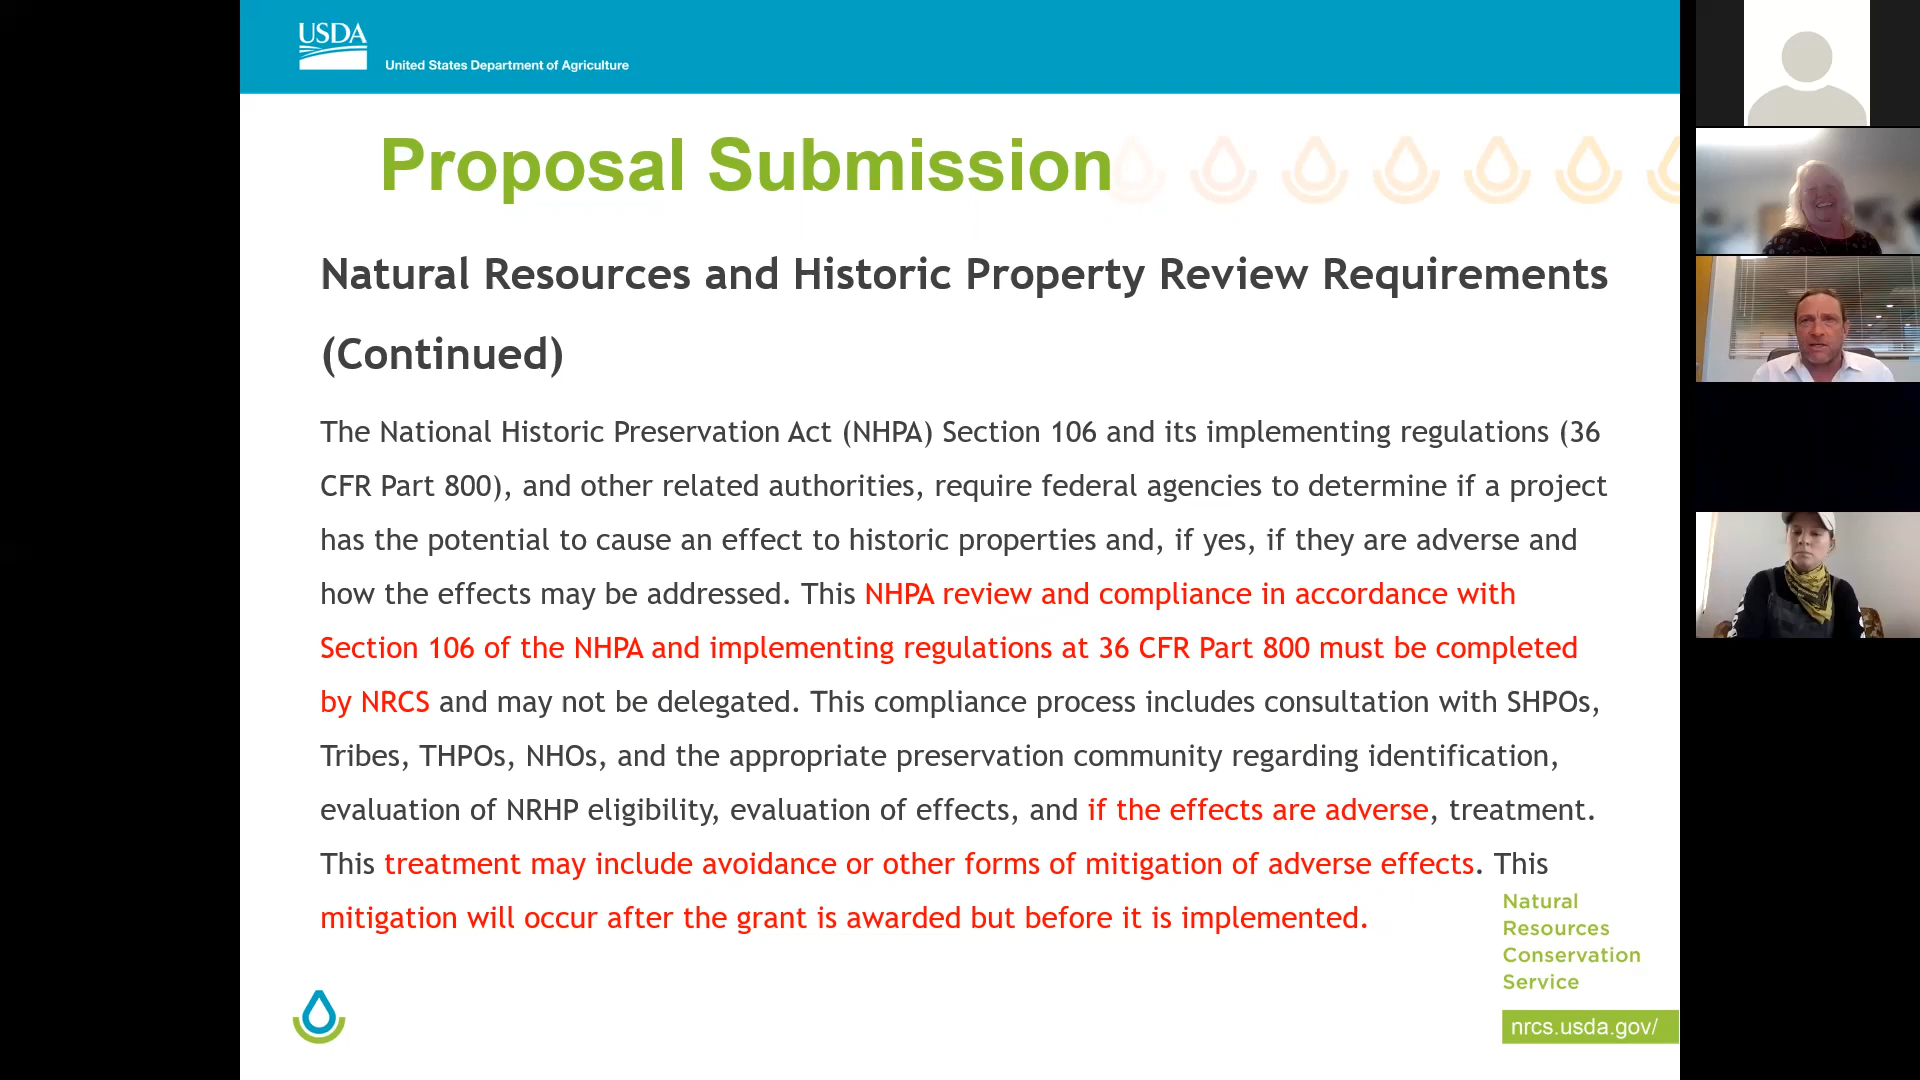 USDA
United States Department of Agriculture
Proposal Submission
Natural Resources and Historic Property Review Requirements
(Continued)
The National Historic Preservation Act (NHPA) Section 106 and its implementing regulations (36
CFR Part 800), and other related authorities, require federal agencies to determine if a project
has the potential to cause an effect to historic properties and, if yes, if they are adverse and
how the effects may be addressed. This NHPA review and compliance in accordance with
Section 106 of the NHPA and implementing regulations at 36 CFR Part 800 must be completed
by NRCS and may not be delegated. This compliance process includes consultation with SHPOs,
Tribes, THPOs, NHOs, and the appropriate preservation community regarding identification,
evaluation of NRHP eligibility, evaluation of effects, and if the effects are adverse, treatment.
This treatment may include avoidance or other forms of mitigation of adverse effects. This
mitigation will occur after the grant is awarded but before it is implemented.
Natural
Resources
Conservation
Service
nrcs.usda.gov/